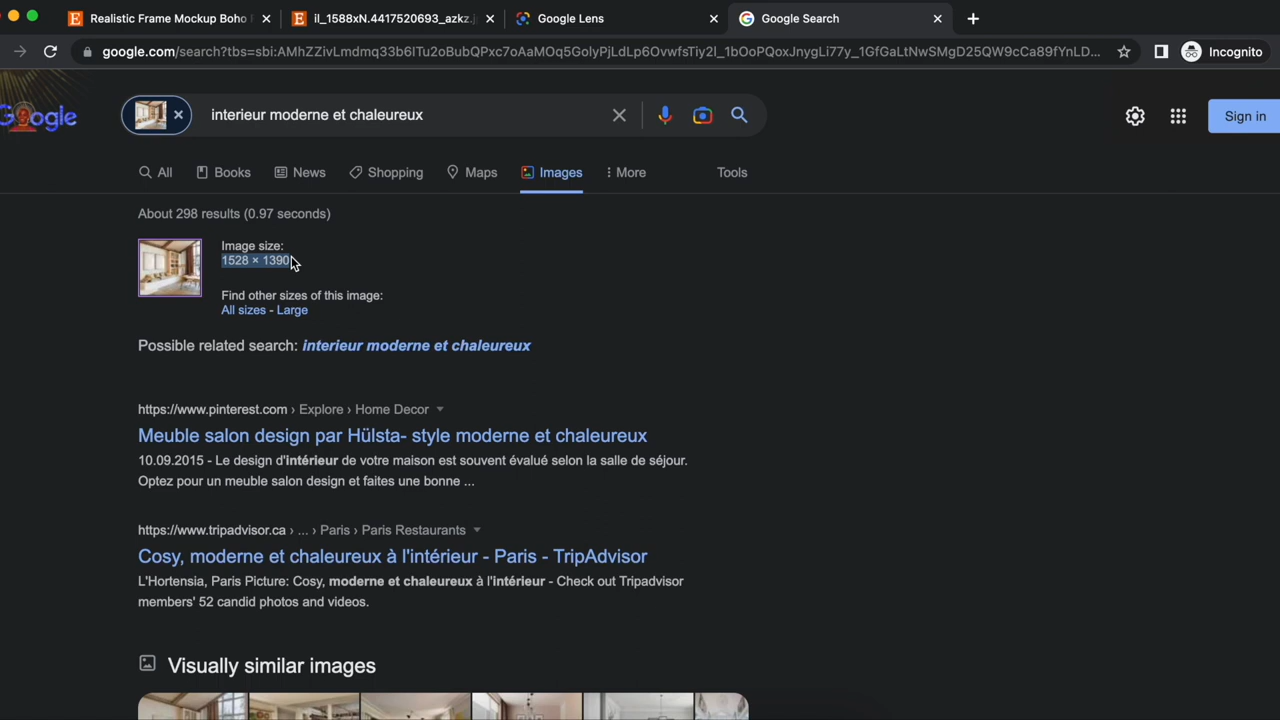 Realistic Frame Mockup Boho
il_1588xN.4417520693_azkz.j
Google Lens
Google Search
google.com/search?tbs=sbi:AMhZZivLmdmq33b6lTu2oBubQPxc7oAaMOq5GolyPjLdLp6OvwfsTiy2l_1bOoPQoxJnygLi77y_1GfGaLtNwSMgD25QW9cCa89fYnLD...
Incognito
Google
interieur moderne et chaleureux
Sign in
All
Books
News
Shopping
Maps
Images
More
Tools
About 298 results (0.97 seconds)
Image size:
1528 × 1390
Find other sizes of this image:
All sizes - Large
Possible related search: interieur moderne et chaleureux
https://www.pinterest.com › Explore › Home Decor
Meuble salon design par Hülsta- style moderne et chaleureux
10.09.2015 - Le design d'intérieur de votre maison est souvent évalué selon la salle de séjour.
Optez pour un meuble salon design et faites une bonne ...
https://www.tripadvisor.ca › ... › Paris › Paris Restaurants
Cosy, moderne et chaleureux à l'intérieur - Paris - TripAdvisor
L'Hortensia, Paris Picture: Cosy, moderne et chaleureux à l'intérieur - Check out Tripadvisor
members' 52 candid photos and videos.
Visually similar images